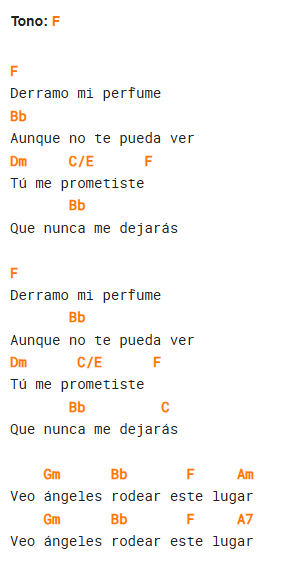 Tono: F
F
Derramo mi perfume
Bb
Aunque no te pueda ver
Dm     C/E      F
Tú me prometiste
       Bb
Que nunca me dejarás
F
Derramo mi perfume
       Bb
Aunque no te pueda ver
Dm      C/E      F
Tú me prometiste
       Bb         C
Que nunca me dejarás
    Gm      Bb       F     Am
Veo ángeles rodear este lugar
    Gm      Bb       F     A7
Veo ángeles rodear este lugar